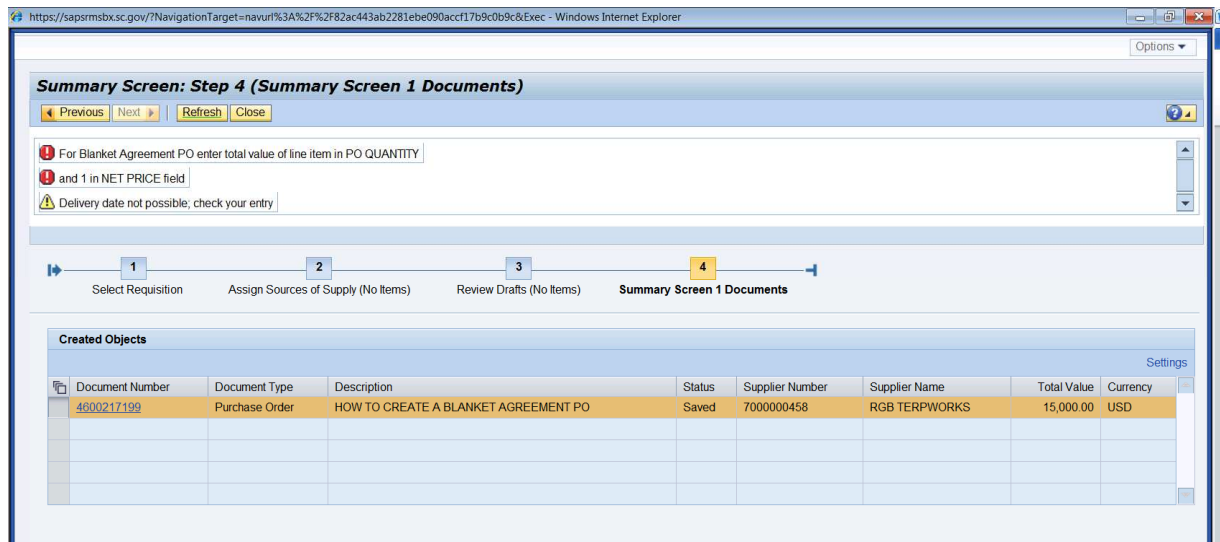 https://sapsrmsbx.sc.gov/?NavigationTarget=navurl%3A%2F%2F82ac443ab2281ebe090accf17b9c0b9c&Exec - Windows Internet Explorer
Options
Summary Screen: Step 4 (Summary Screen 1 Documents)
Previous Next Refresh Close
For Blanket Agreement PO enter total value of line item in PO QUANTITY
and 1 in NET PRICE field
Delivery date not possible; check your entry
1 2 3 4
Select Requisition Assign Sources of Supply (No Items) Review Drafts (No Items) Summary Screen 1 Documents
Created Objects
Settings
Document Number Document Type Description Status Supplier Number Supplier Name Total Value Currency
4600217199 Purchase Order HOW TO CREATE A BLANKET AGREEMENT PO Saved 7000000458 RGB TERPWORKS 15,000.00 USD